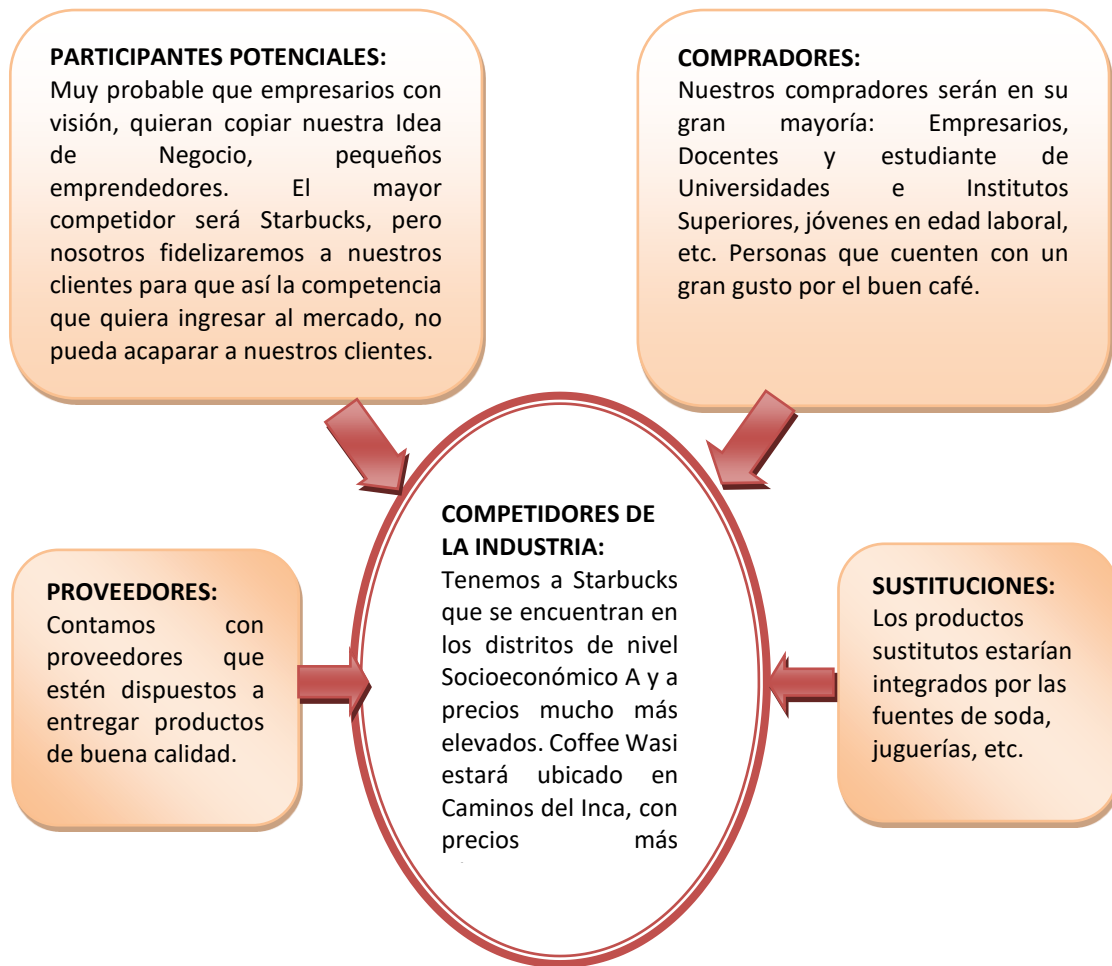 PARTICIPANTES POTENCIALES:
Muy probable que empresarios con
visión, quieran copiar nuestra Idea
de Negocio, pequeños
emprendedores. El mayor
competidor será Starbucks, pero
nosotros fidelizaremos a nuestros
clientes para que así la competencia
que quiera ingresar al mercado, no
pueda acaparar a nuestros clientes.
COMPRADORES:
Nuestros compradores serán en su
gran mayoría: Empresarios,
Docentes y estudiante de
Universidades e Institutos
Superiores, jóvenes en edad laboral,
etc. Personas que cuenten con un
gran gusto por el buen café.
PROVEEDORES:
Contamos con
proveedores que
estén dispuestos a
entregar productos
de buena calidad.
COMPETIDORES DE
LA INDUSTRIA:
Tenemos a Starbucks
que se encuentran en
los distritos de nivel
Socioeconómico A y a
precios mucho más
elevados. Coffee Wasi
estará ubicado en
Caminos del Inca, con
precios más
SUSTITUCIONES:
Los productos
sustitutos estarían
integrados por las
fuentes de soda,
juguerías, etc.